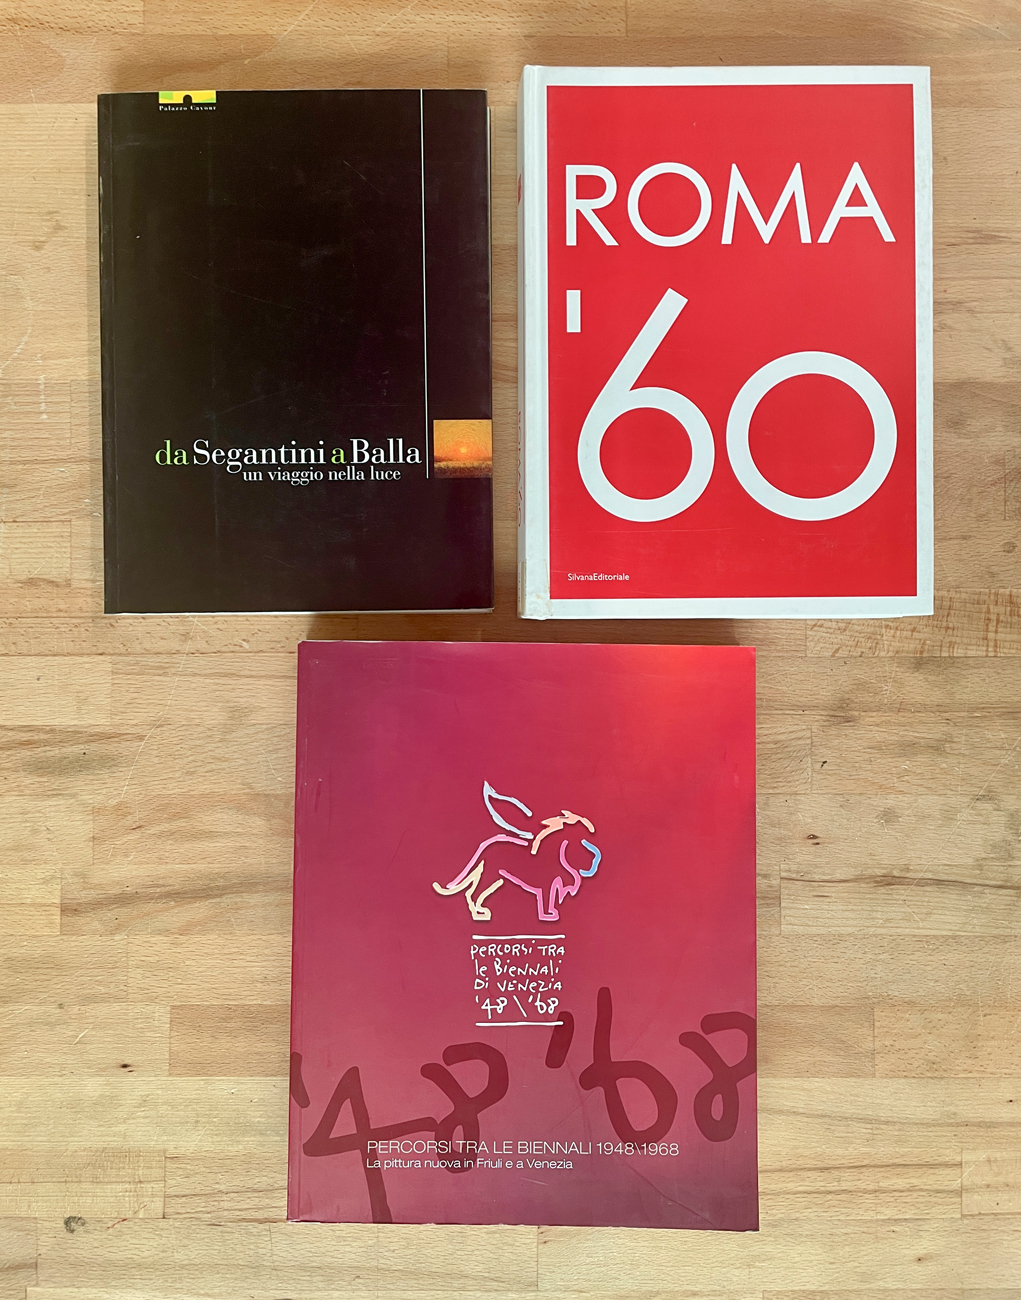 Palazzo Cavour
da Segantini a Balla
un viaggio nella luce
ROMA
'60
SilvanaEditoriale
PERCORSI TRA
le BIENNALI
DI VENEZIA
'48 \ '68
'48 '68
PERCORSI TRA LE BIENNALI 1948\1968
La pittura nuova in Friuli e a Venezia